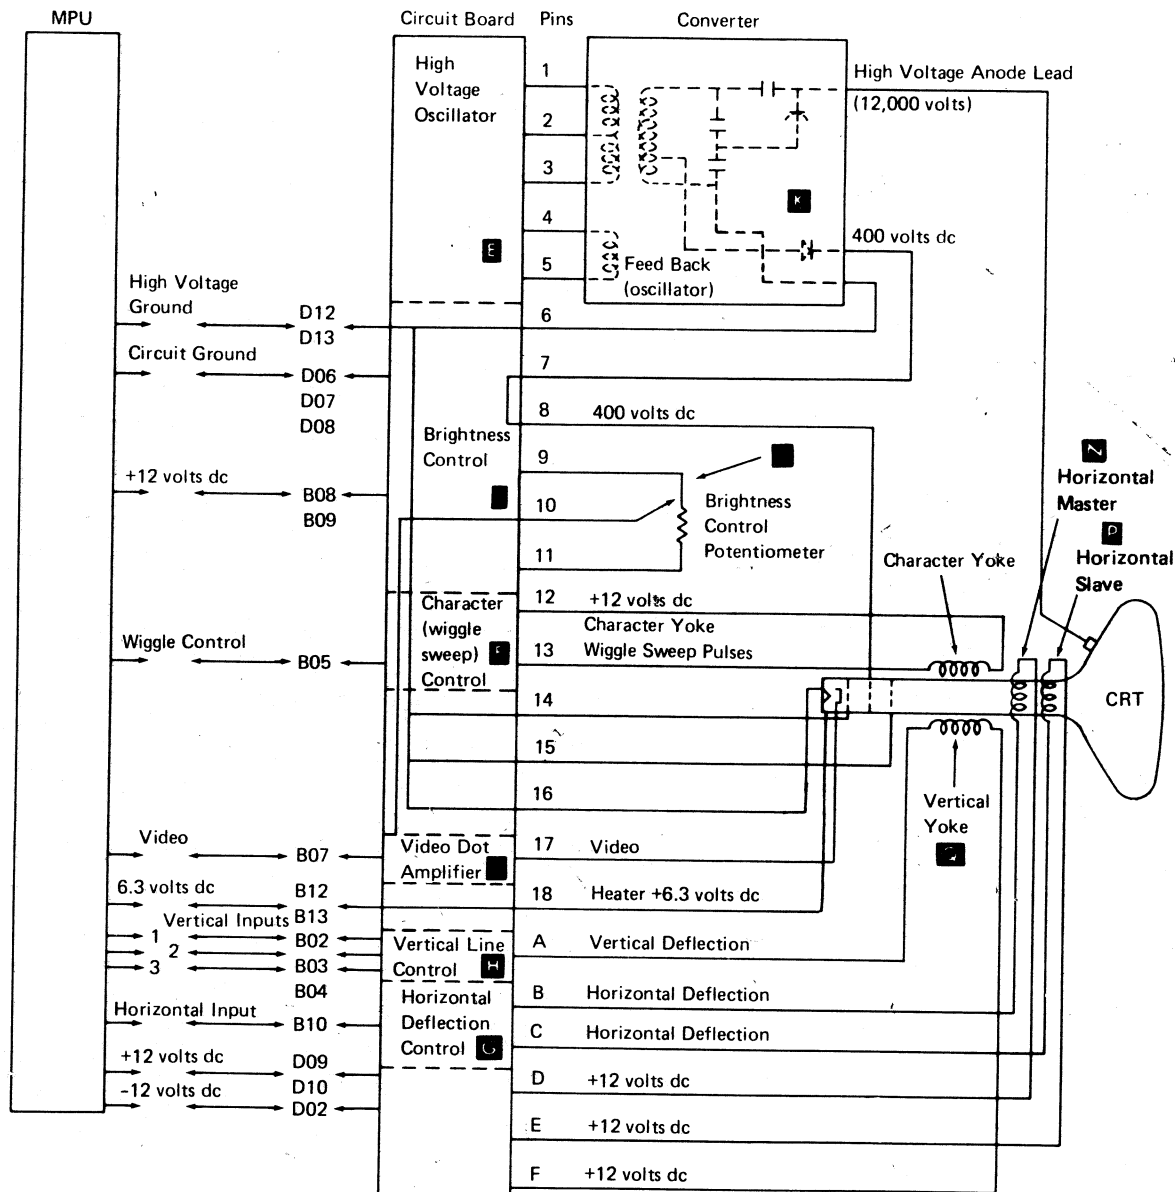 MPU
Circuit Board
Pins
Converter
High
Voltage
Oscillator
1
2
3
4
5
E
K
Feed Back
(oscillator)
High Voltage Anode Lead
(12,000 volts)
400 volts dc
High Voltage
Ground
D12
D13
6
Circuit Ground
D06
D07
D08
7
8
400 volts dc
Brightness
Control
9
10
11
+12 volts dc
B08
B09
Brightness
Control
Potentiometer
N
Horizontal
Master
P
Horizontal
Slave
Character Yoke
CRT
12
+12 volts dc
Character
(wiggle
sweep)
Control
F
Character Yoke
13
Wiggle Sweep Pulses
Wiggle Control
B05
14
15
16
Vertical
Yoke
Video
B07
Video Dot
Amplifier
17
Video
6.3 volts dc
B12
B13
18
Heater +6.3 volts dc
Vertical Inputs
1
B02
2
3
B03
B04
Vertical Line
Control
H
A
Vertical Deflection
Horizontal Input
B10
Horizontal
Deflection
Control
G
B
Horizontal Deflection
C
Horizontal Deflection
+12 volts dc
D09
D10
-12 volts dc
D02
D
+12 volts dc
E
+12 volts dc
F
+12 volts dc